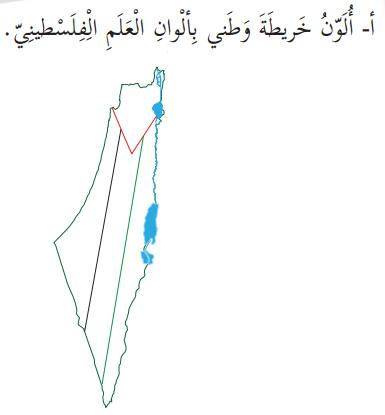 أ- أُلَوّنُ خَريطَةَ وَطَني بِأَلْوانِ الْعَلَمِ الْفِلَسْطينِيّ.